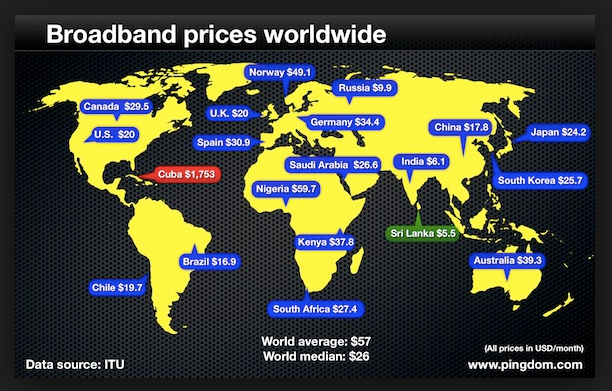 Broadband prices worldwide
Norway $49.1
Russia $9.9
Canada $29.5
U.K. $20
Germany $34.4
U.S. $20
China $17.8
Japan $24.2
Spain $30.9
Saudi Arabia $26.6
India $6.1
Cuba $1,753
South Korea $25.7
Nigeria $59.7
Sri Lanka $5.5
Kenya $37.8
Brazil $16.9
Australia $39.3
Chile $19.7
South Africa $27.4
World average: $57
World median: $26
(All prices in USD/month)
Data source: ITU
www.pingdom.com